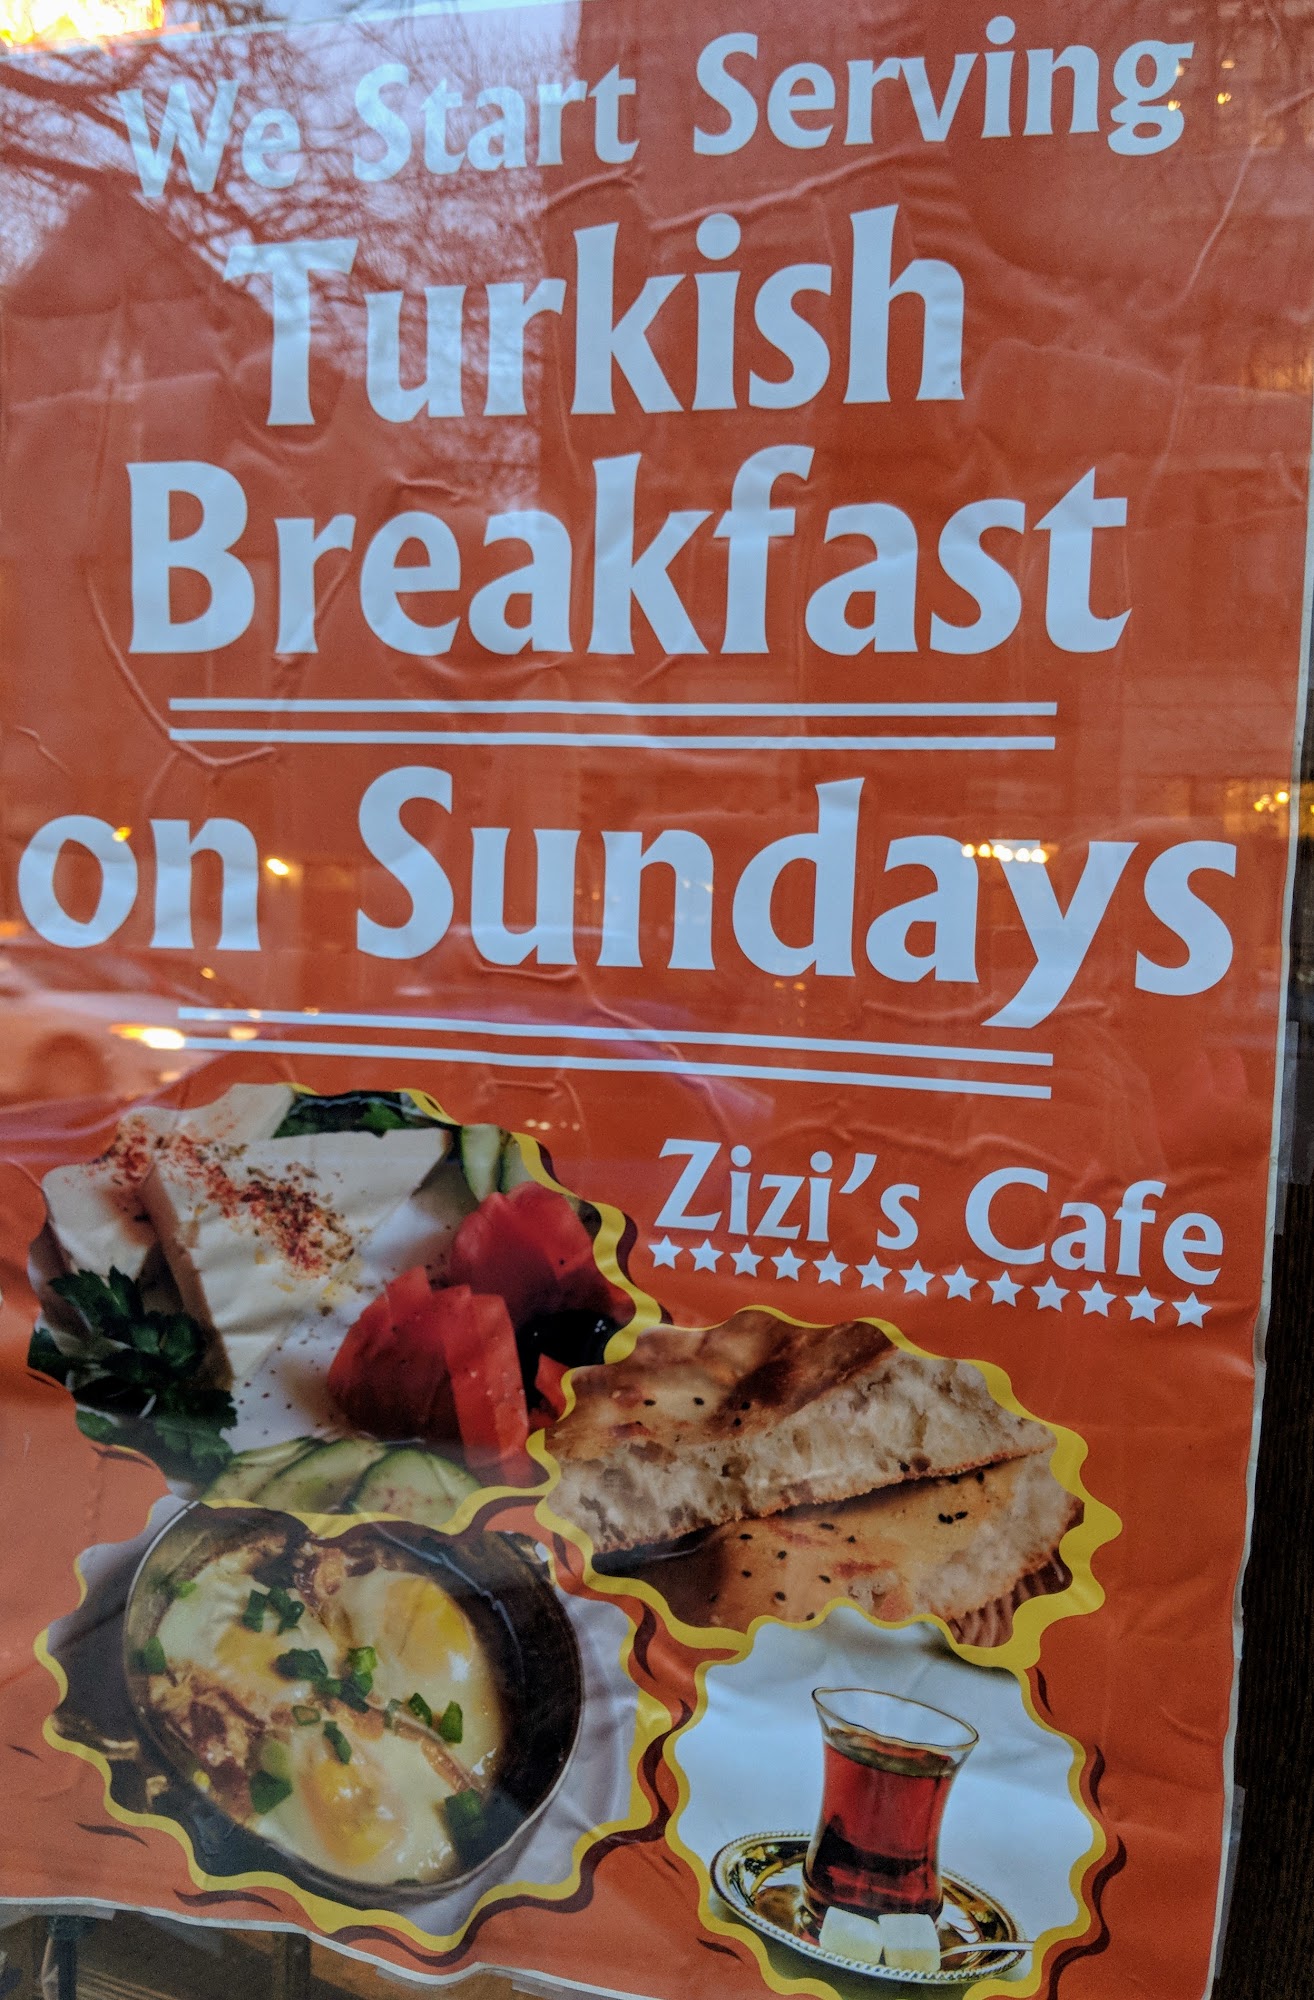 We Start Serving
Turkish
Breakfast
on Sundays
Zizi's Cafe